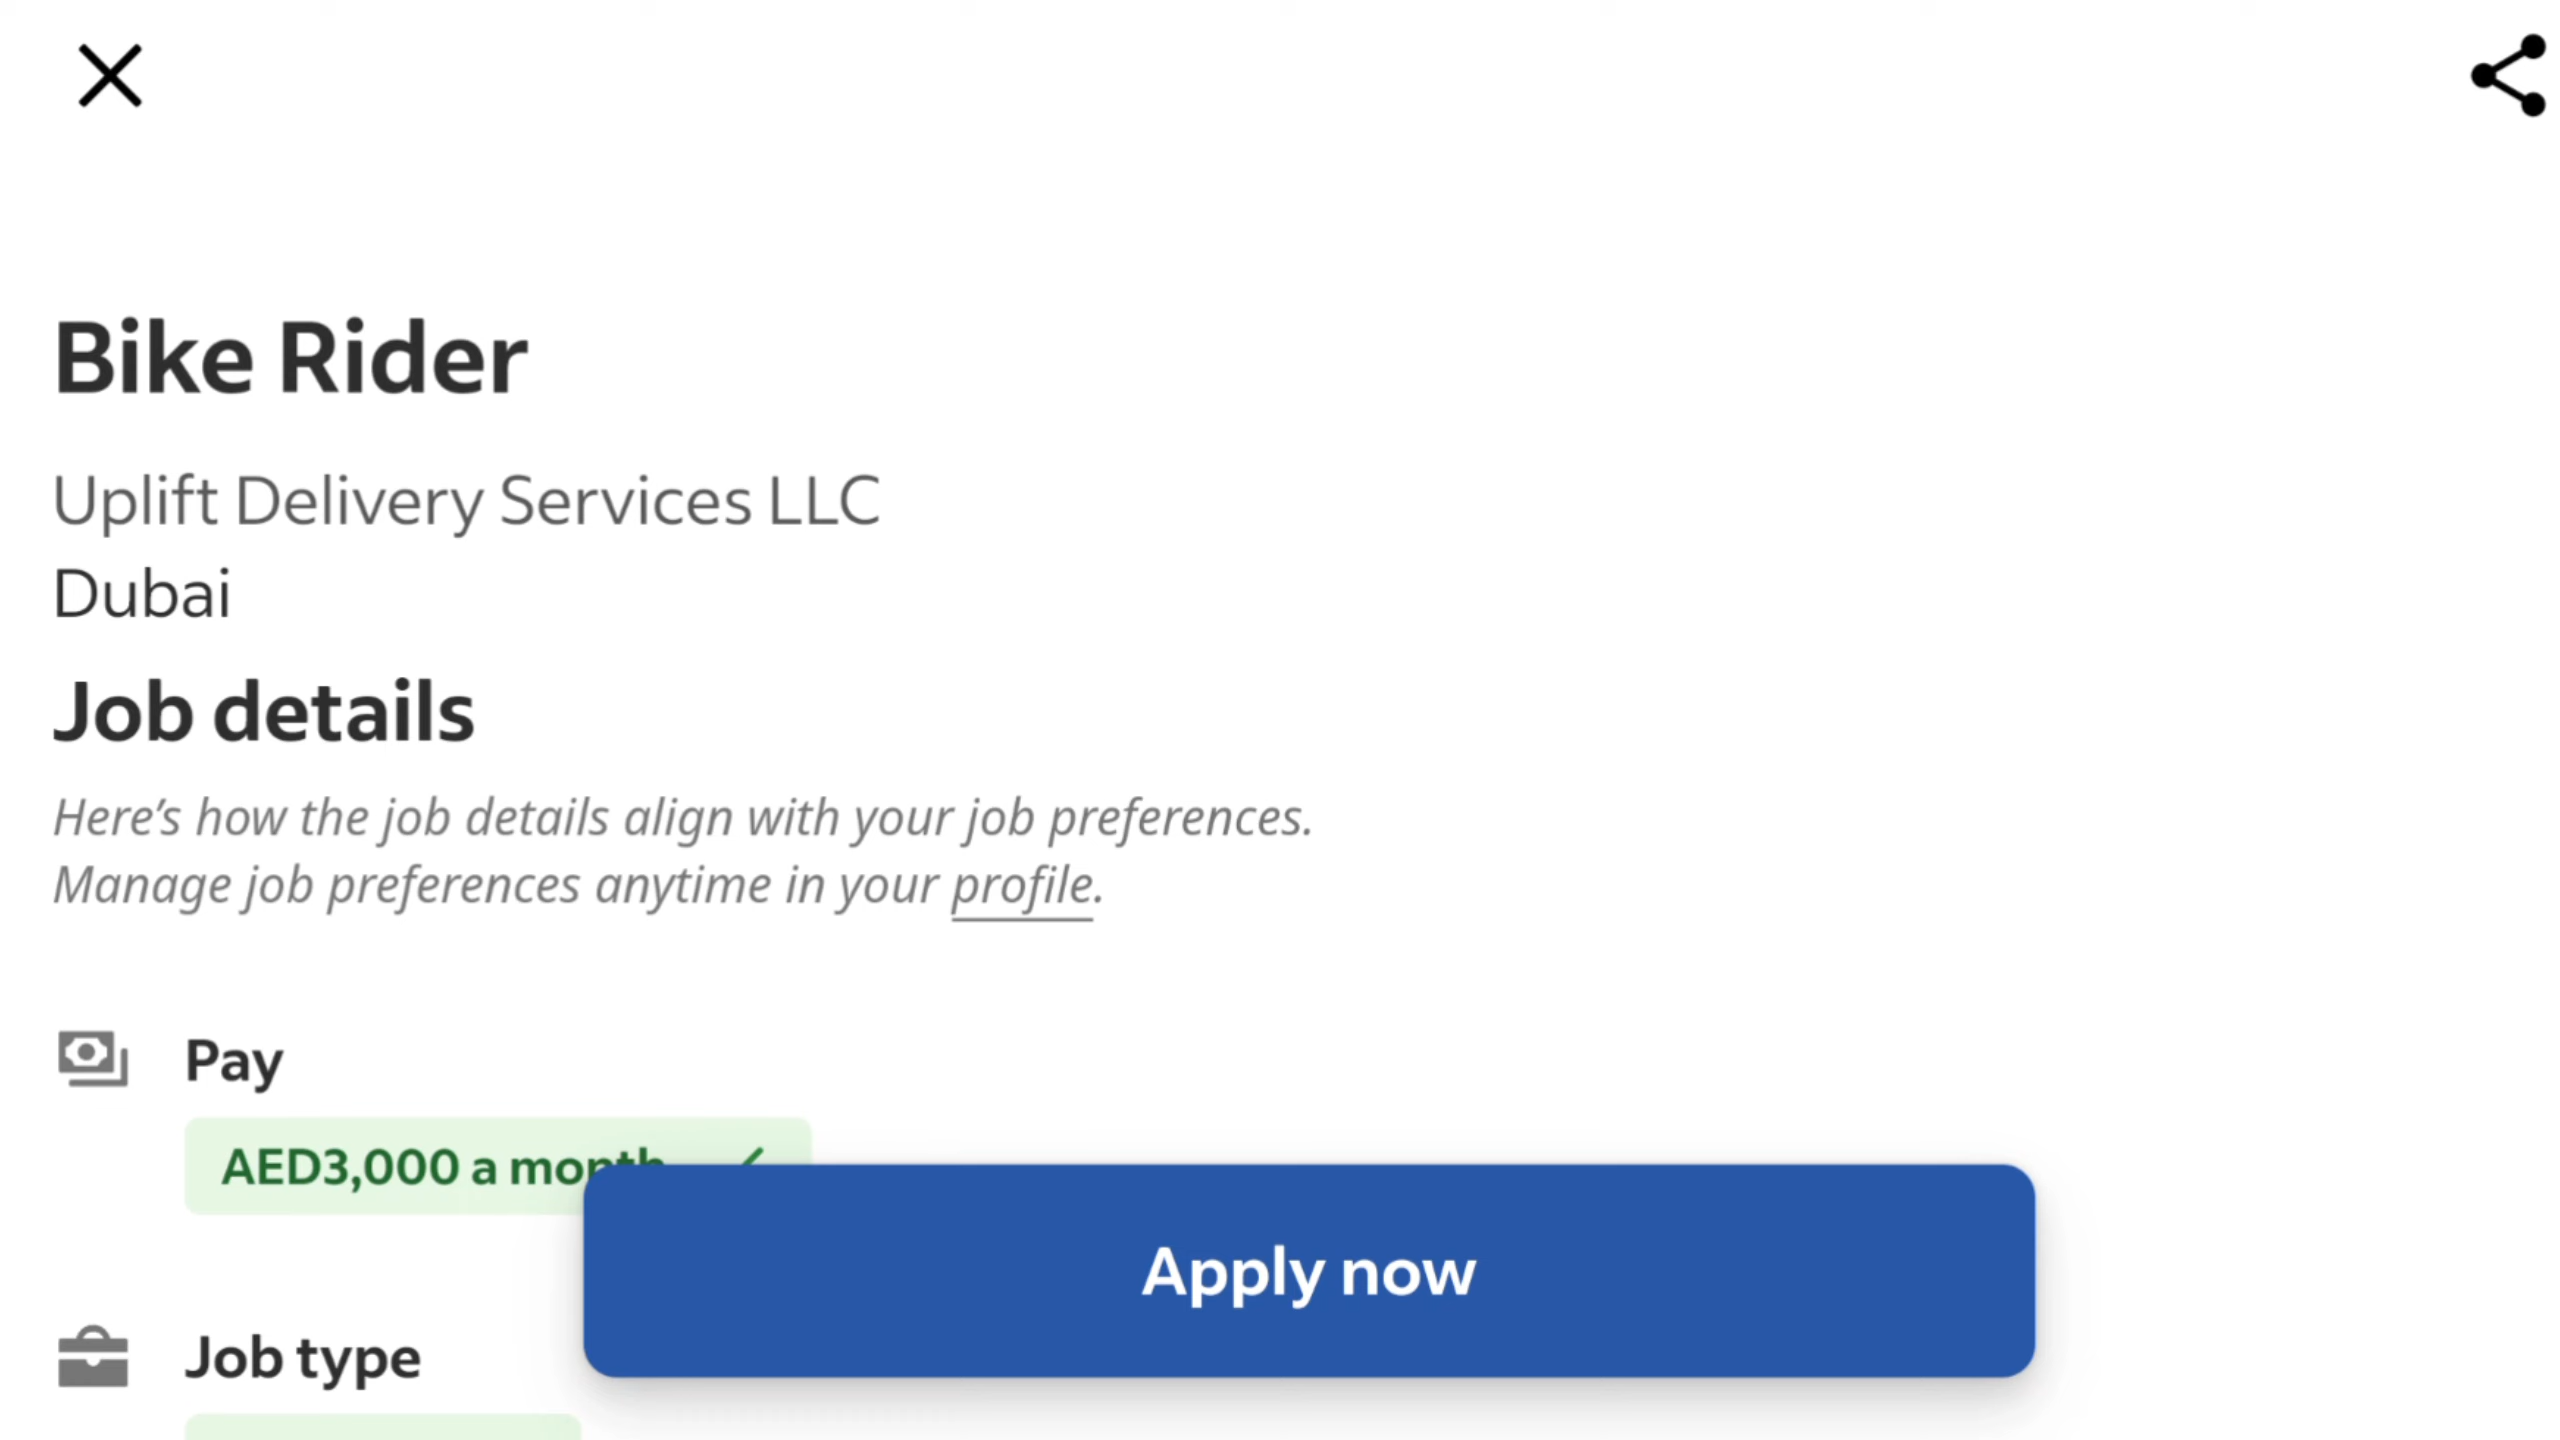 Bike Rider
Uplift Delivery Services LLC
Dubai
Job details
Here’s how the job details align with your job preferences.
Manage job preferences anytime in your profile.
Pay
AED3,000 a month
Apply now
Job type